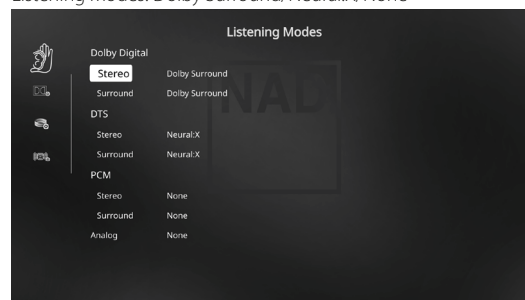 Listening Modes: Dolby Surround/Neural:X/None
Listening Modes
Dolby Digital
Stereo Dolby Surround
Surround Dolby Surround
DTS
Stereo Neural:X
Surround Neural:X
PCM
Stereo None
Surround None
Analog None
NAD